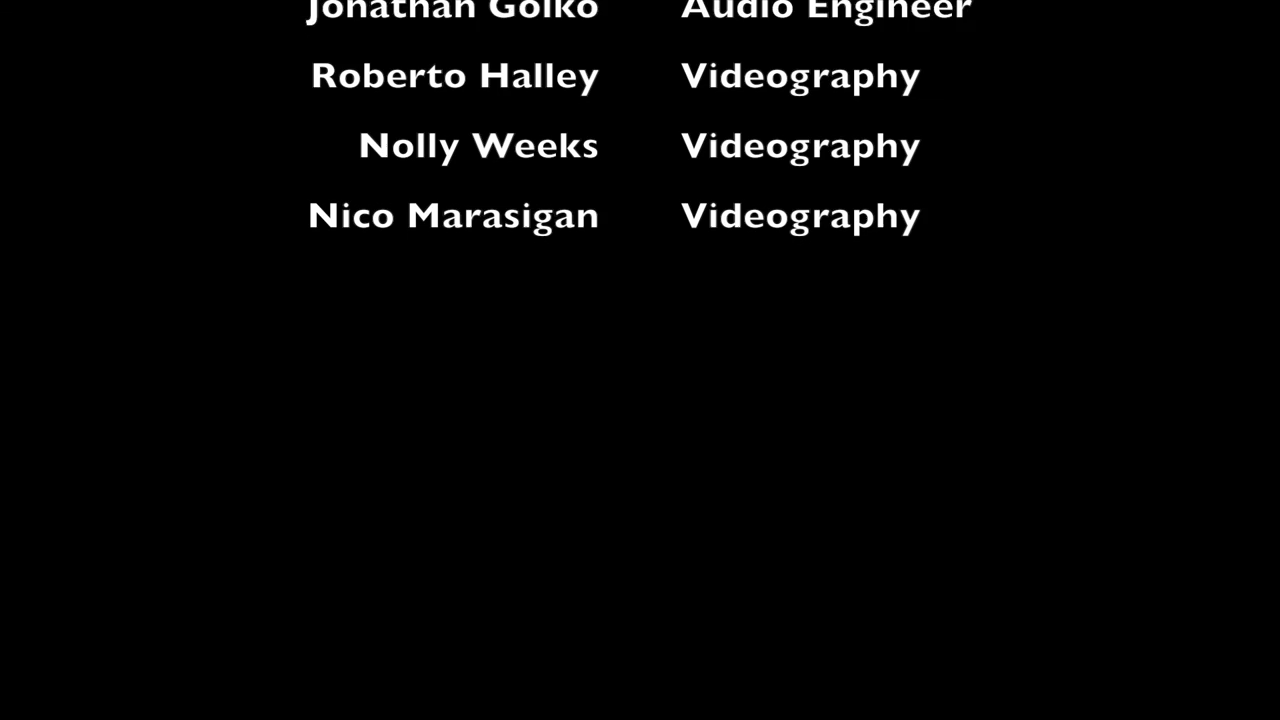 Jonathan Golko Audio Engineer
Roberto Halley Videography
Nolly Weeks Videography
Nico Marasigan Videography